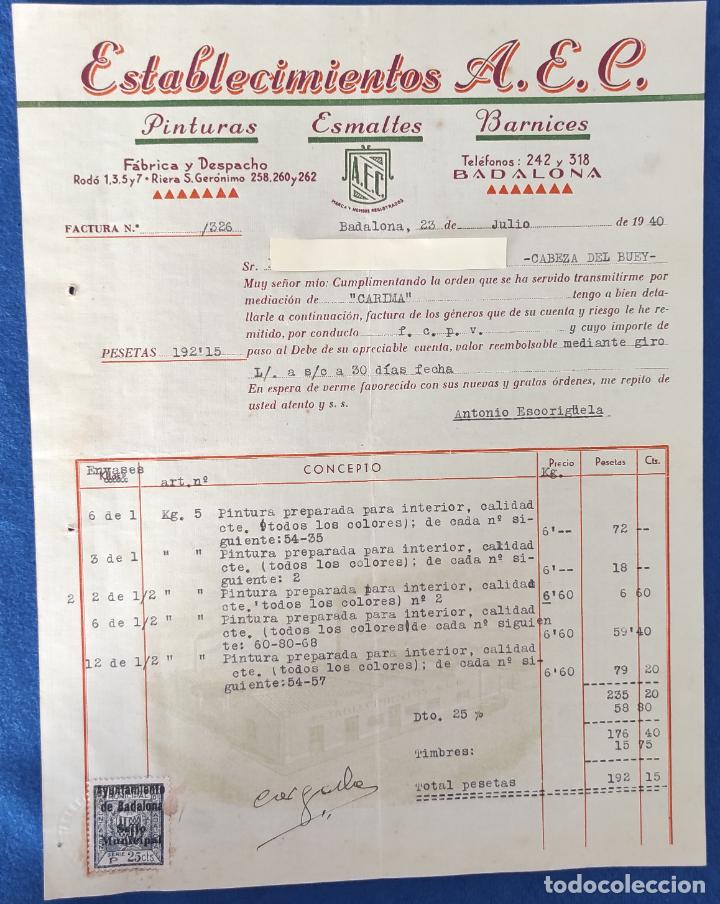 Establecimientos A.E.C.
Pinturas Esmaltes Barnices
Fábrica y Despacho
Rodó 1,3,5 y 7 • Riera S. Gerónimo 258, 260 y 262
A.E.C.
MARCA Y NOMBRE REGISTRADOS
Teléfonos: 242 y 318
BADALONA
FACTURA N.º /326
Badalona, 23 de Julio de 1940
Sr. -CABEZA DEL BUEY-
Muy señor mío: Cumplimentando la orden que se ha servido transmitirme por
mediación de "CARIMA" tengo a bien deta-
llarle a continuación, factura de los géneros que de su cuenta y riesgo le he re-
mitido, por conducto f. c. p. v. y cuyo importe de
PESETAS 192'15 paso al Debe de su apreciable cuenta, valor reembolsable mediante giro
L/. a s/c a 30 días fecha
En espera de verme favorecido con sus nuevas y gratas órdenes, me repito de
usted atento y s. s.
Antonio Escorigüela
Envases art.nº CONCEPTO Precio Kg. Pesetas Cts.
6 de 1 Kg. 5 Pintura preparada para interior, calidad
cte. (todos los colores); de cada nº si-
guiente:54-35 6'-- 72 --
3 de 1 " " Pintura preparada para interior, calidad
cte. (todos los colores); de cada nº si-
guiente: 2 6'-- 18 --
2 2 de 1/2 " " Pintura preparada para interior, calidad
cte.'todos los colores) nº 2 6'60 6 60
6 de 1/2 " " Pintura preparada para interior, calidad
cte. (todos los colores(de cada nº siguien
te: 60-80-68 6'60 59'40
12 de 1/2 " " Pintura preparada para interior, calidad
cte. (todos los colores); de cada nº si-
guiente:54-57 6'60 79 20
235 20
Dto. 25 % 58 80
176 40
Timbres: 15 75
Total pesetas 192 15
Ayuntamiento
de Badalona
Sello
Municipal
SERIE P 25 cts
todocoleccion